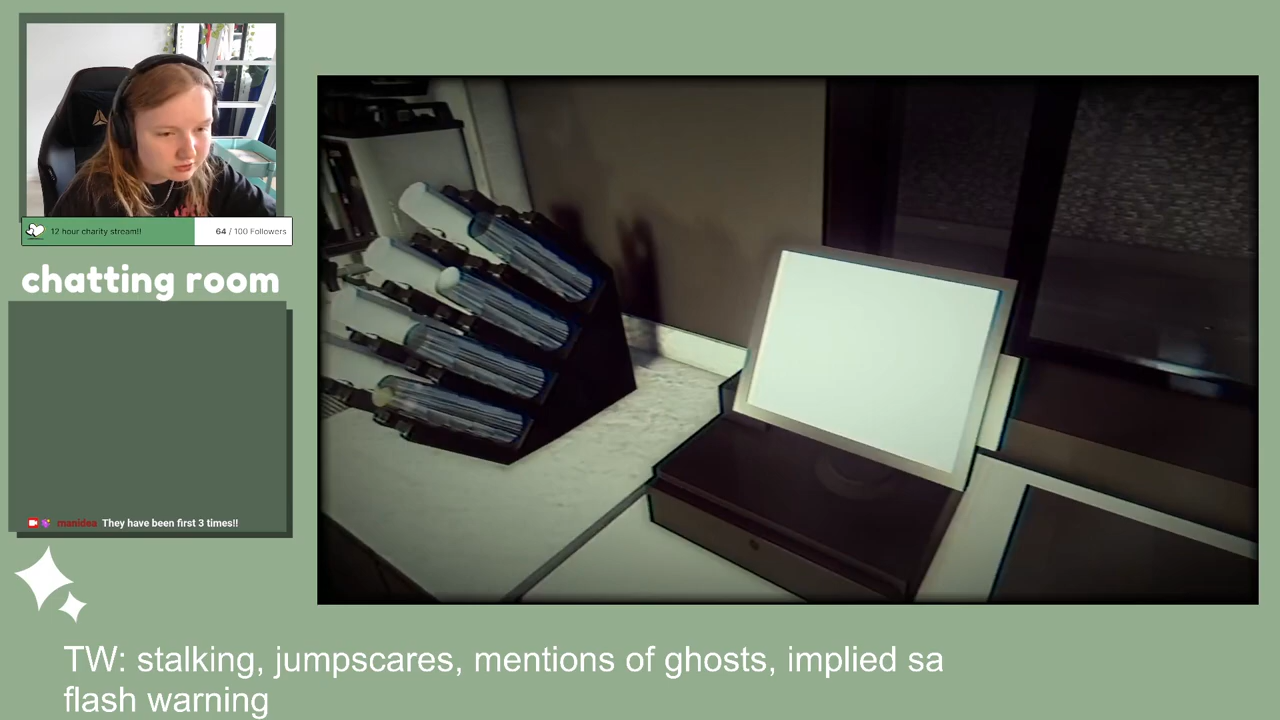 12 hour charity stream!! 64 / 100 Followers
chatting room
manidea They have been first 3 times!!
TW: stalking, jumpscares, mentions of ghosts, implied sa
flash warning